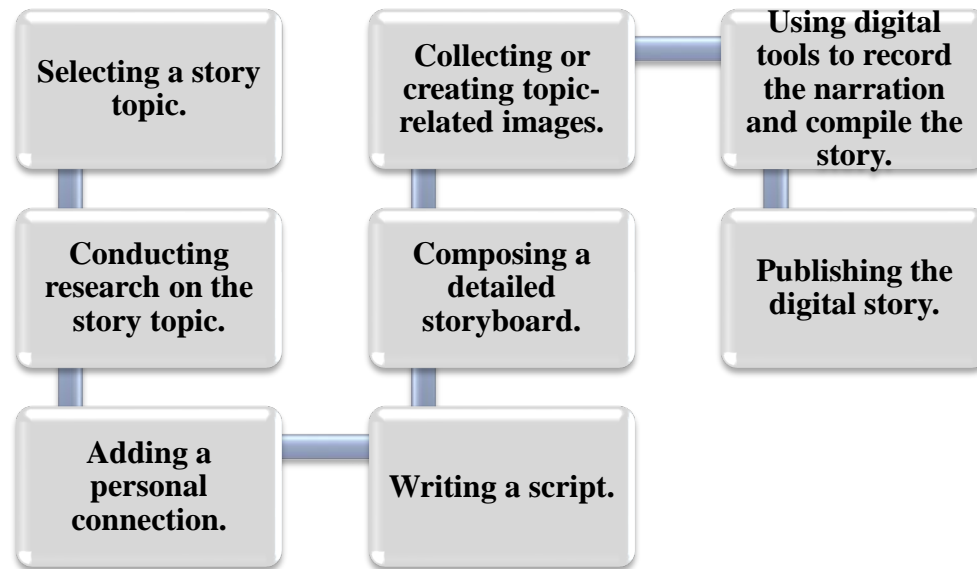 Selecting a story
topic.
Conducting
research on the
story topic.
Adding a
personal
connection.
Writing a script.
Composing a
detailed
storyboard.
Collecting or
creating topic-
related images.
Using digital
tools to record
the narration
and compile the
story.
Publishing the
digital story.